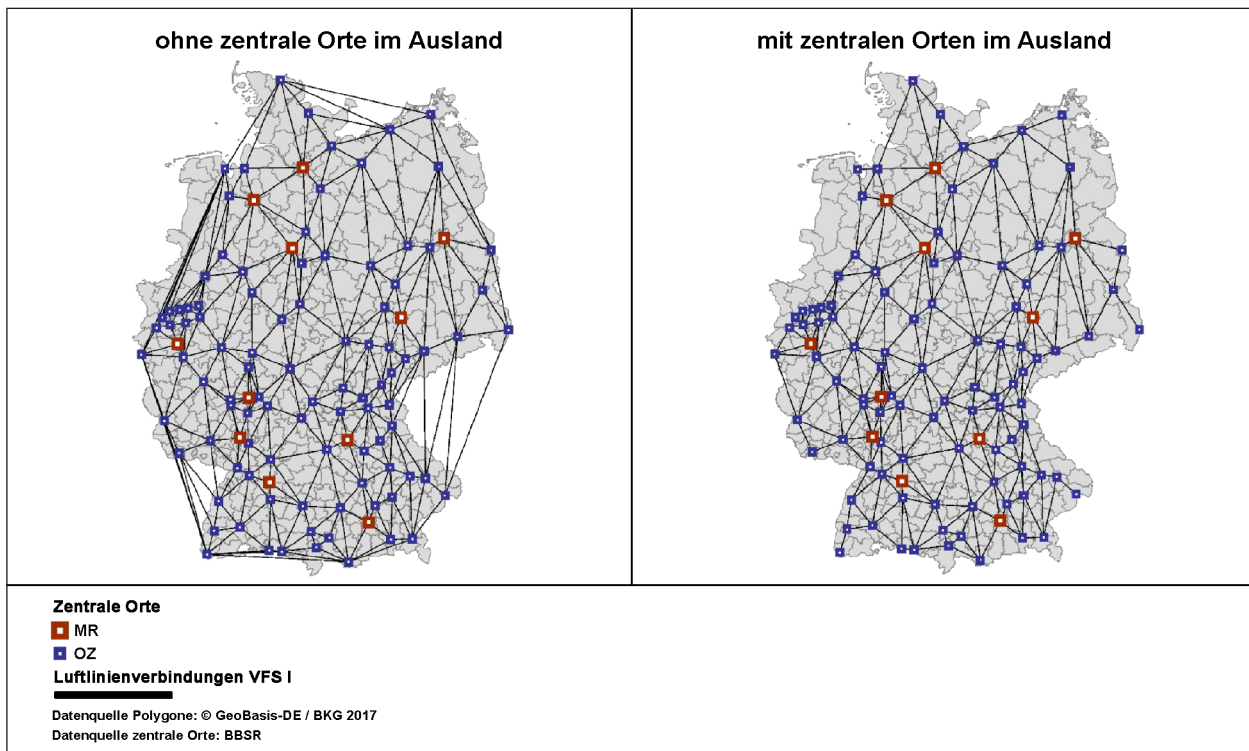 ohne zentrale Orte im Ausland
mit zentralen Orten im Ausland
Zentrale Orte
MR
OZ
Luftlinienverbindungen VFS I
Datenquelle Polygone: © GeoBasis-DE / BKG 2017
Datenquelle zentrale Orte: BBSR